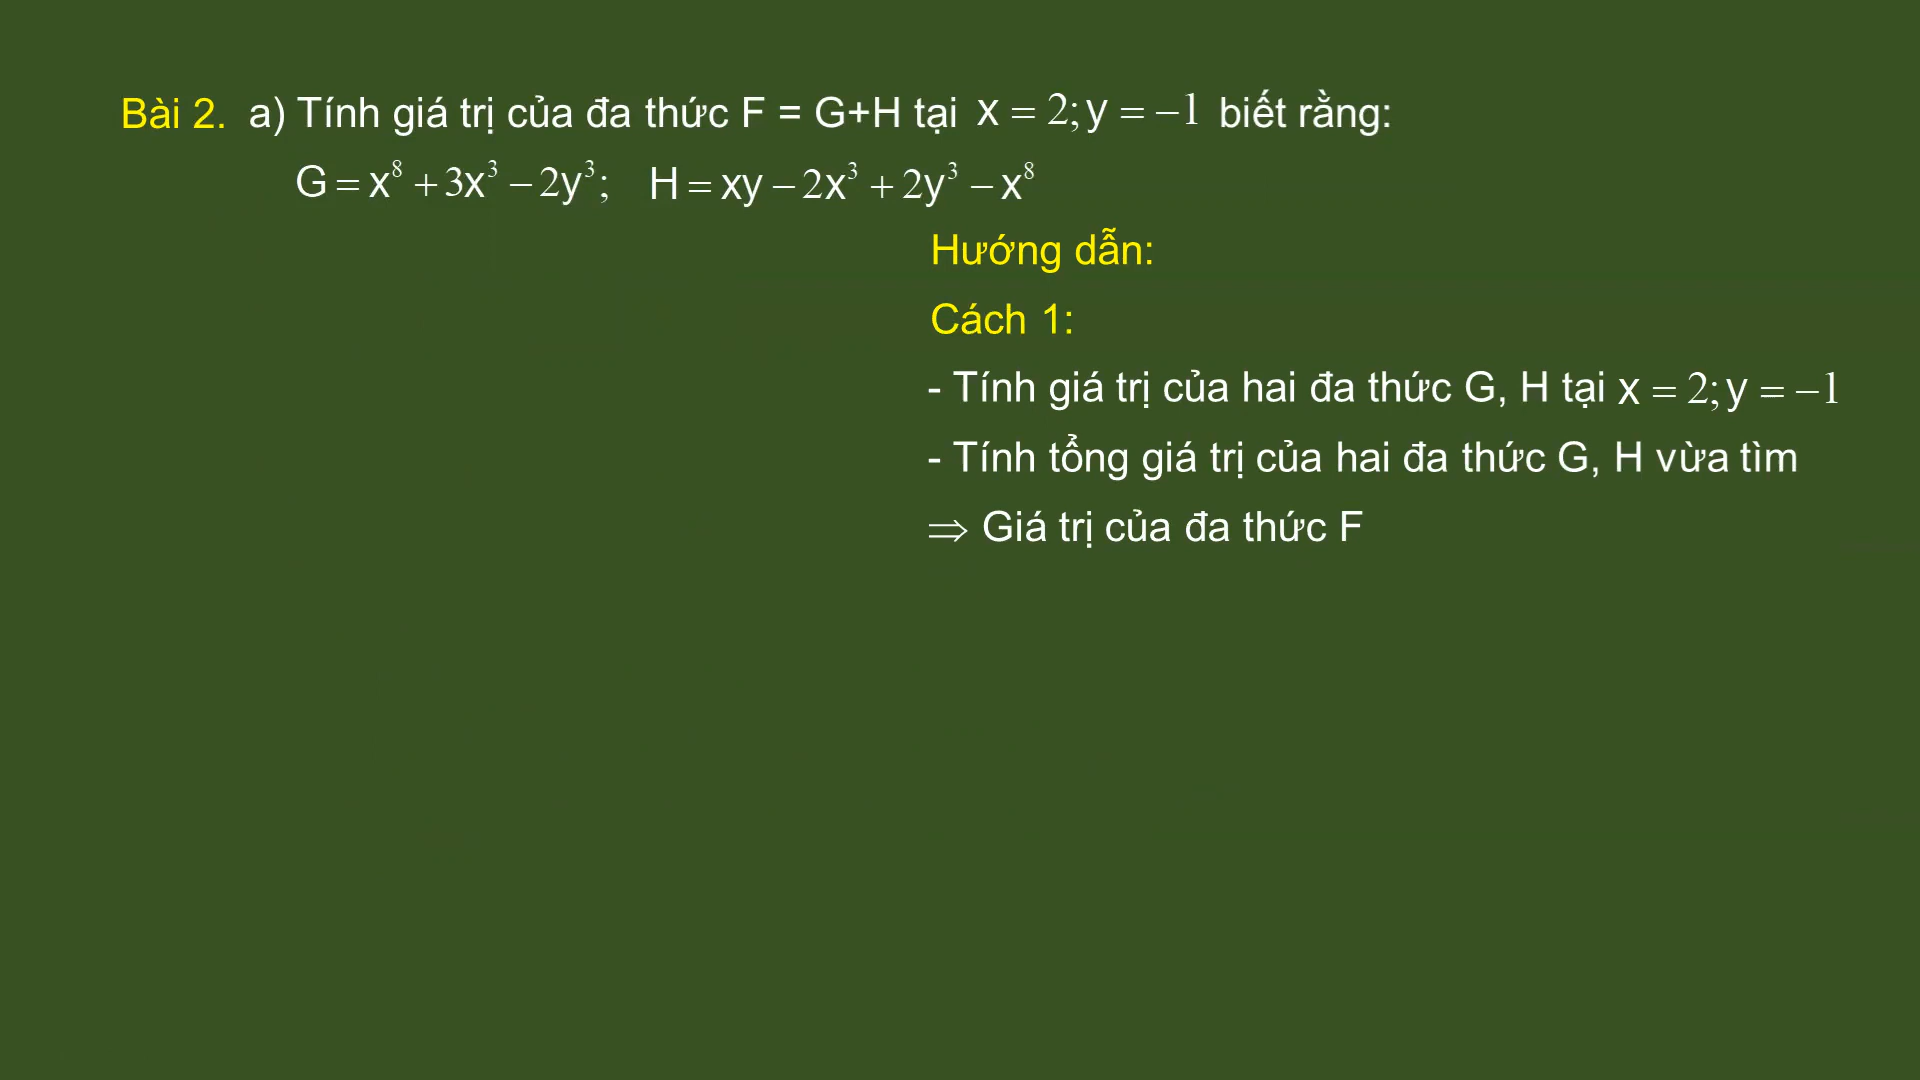 Bài 2. a) Tính giá trị của đa thức F = G+H tại x = 2; y = −1 biết rằng:
G = x⁸ + 3x³ − 2y³; H = xy − 2x³ + 2y³ − x⁸
Hướng dẫn:
Cách 1:
- Tính giá trị của hai đa thức G, H tại x = 2; y = −1
- Tính tổng giá trị của hai đa thức G, H vừa tìm
⇒ Giá trị của đa thức F